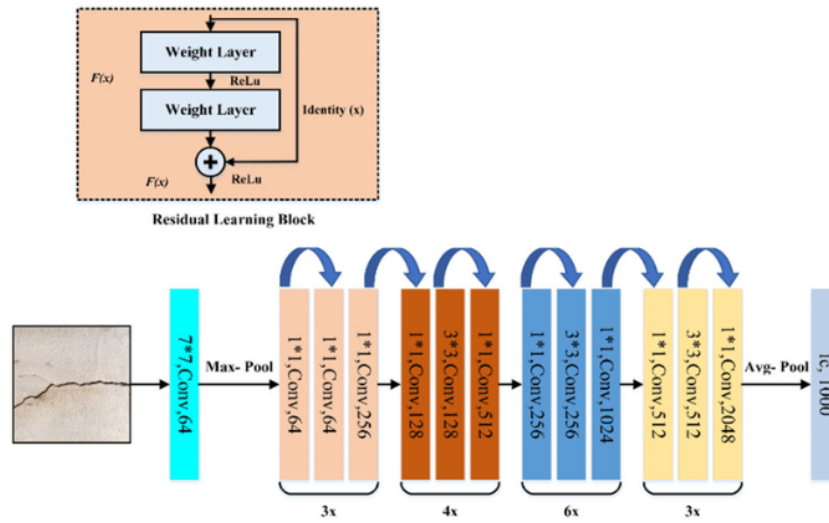 Weight Layer
F(x)
ReLu
Weight Layer
Identity (x)
+
F(x)
ReLu
Residual Learning Block
7*7,Conv,64
Max- Pool
1*1,Conv,64
1*1,Conv,64
1*1,Conv,256
1*1,Conv,128
3*3,Conv,128
1*1,Conv,512
1*1,Conv,256
3*3,Conv,256
1*1,Conv,1024
1*1,Conv,512
3*3,Conv,512
1*1,Conv,2048
Avg- Pool
fc, 1000
3x
4x
6x
3x